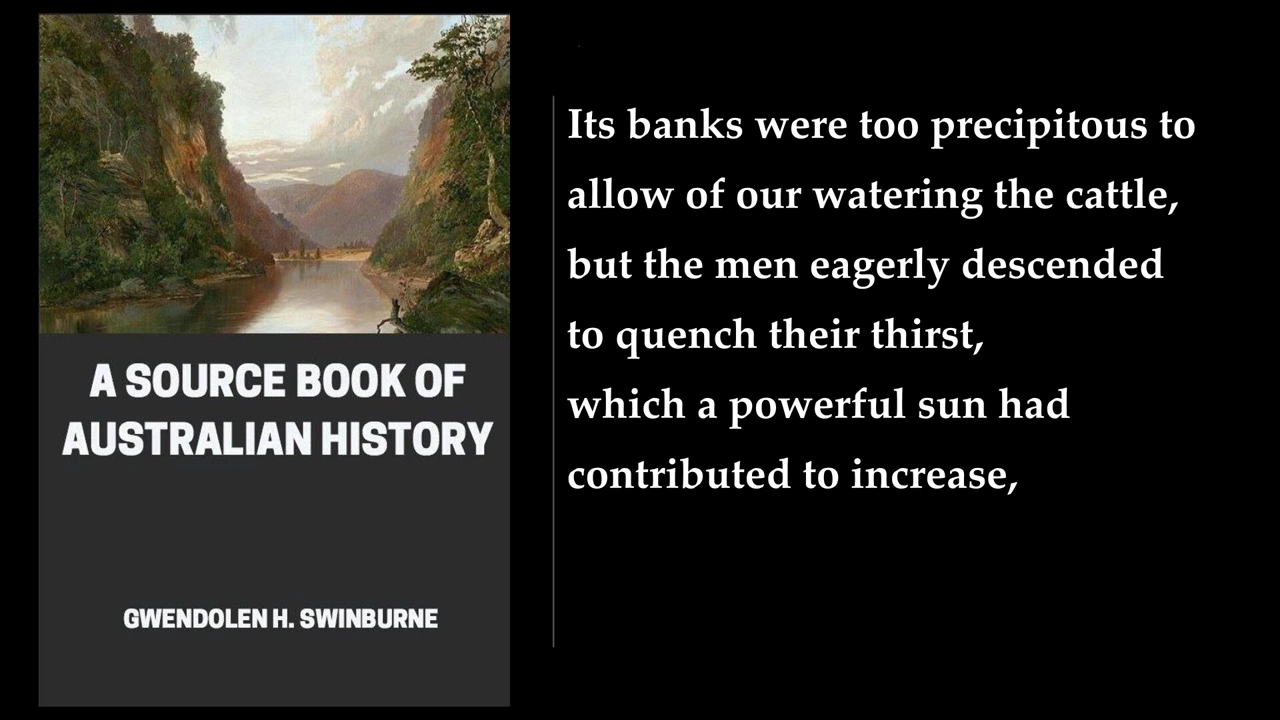 A SOURCE BOOK OF
AUSTRALIAN HISTORY
GWENDOLEN H. SWINBURNE
Its banks were too precipitous to
allow of our watering the cattle,
but the men eagerly descended
to quench their thirst,
which a powerful sun had
contributed to increase,